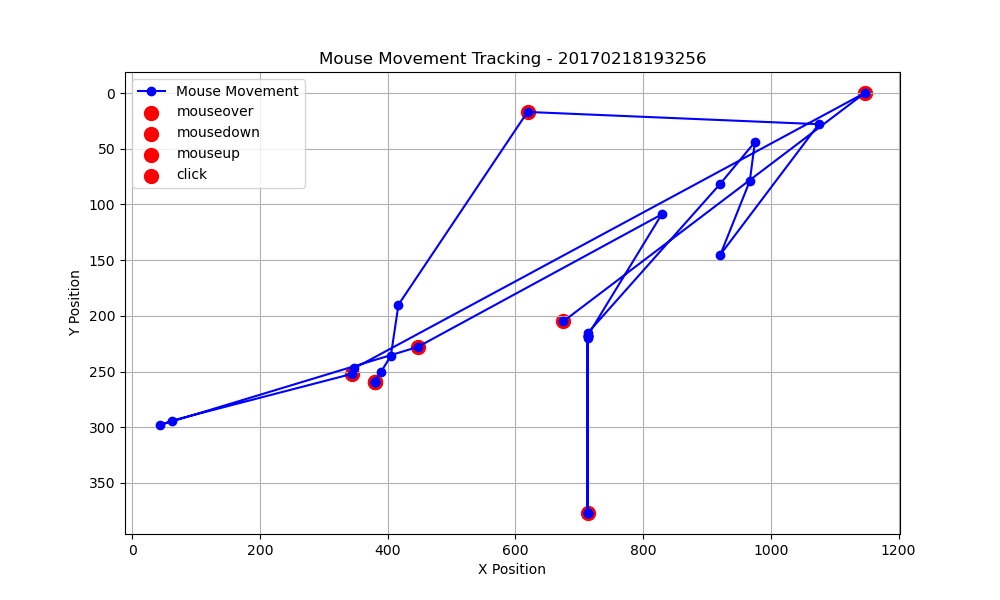 Mouse Movement Tracking - 20170218193256
Mouse Movement
mouseover
mousedown
mouseup
click
0
50
100
150
200
250
300
350
Y Position
0 200 400 600 800 1000 1200
X Position